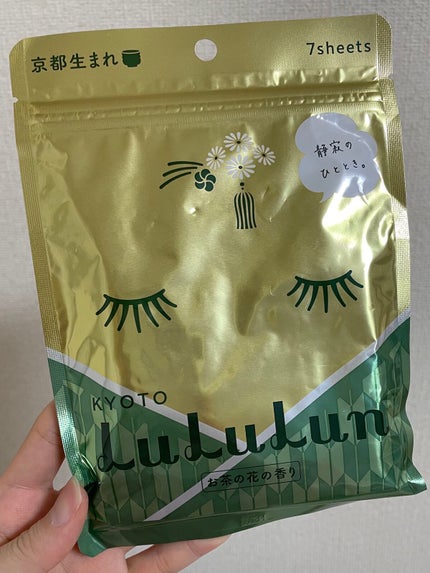 京都生まれ
7sheets
静寂の
ひととき。
KYOTO
LuLuLun
お茶の花の香り